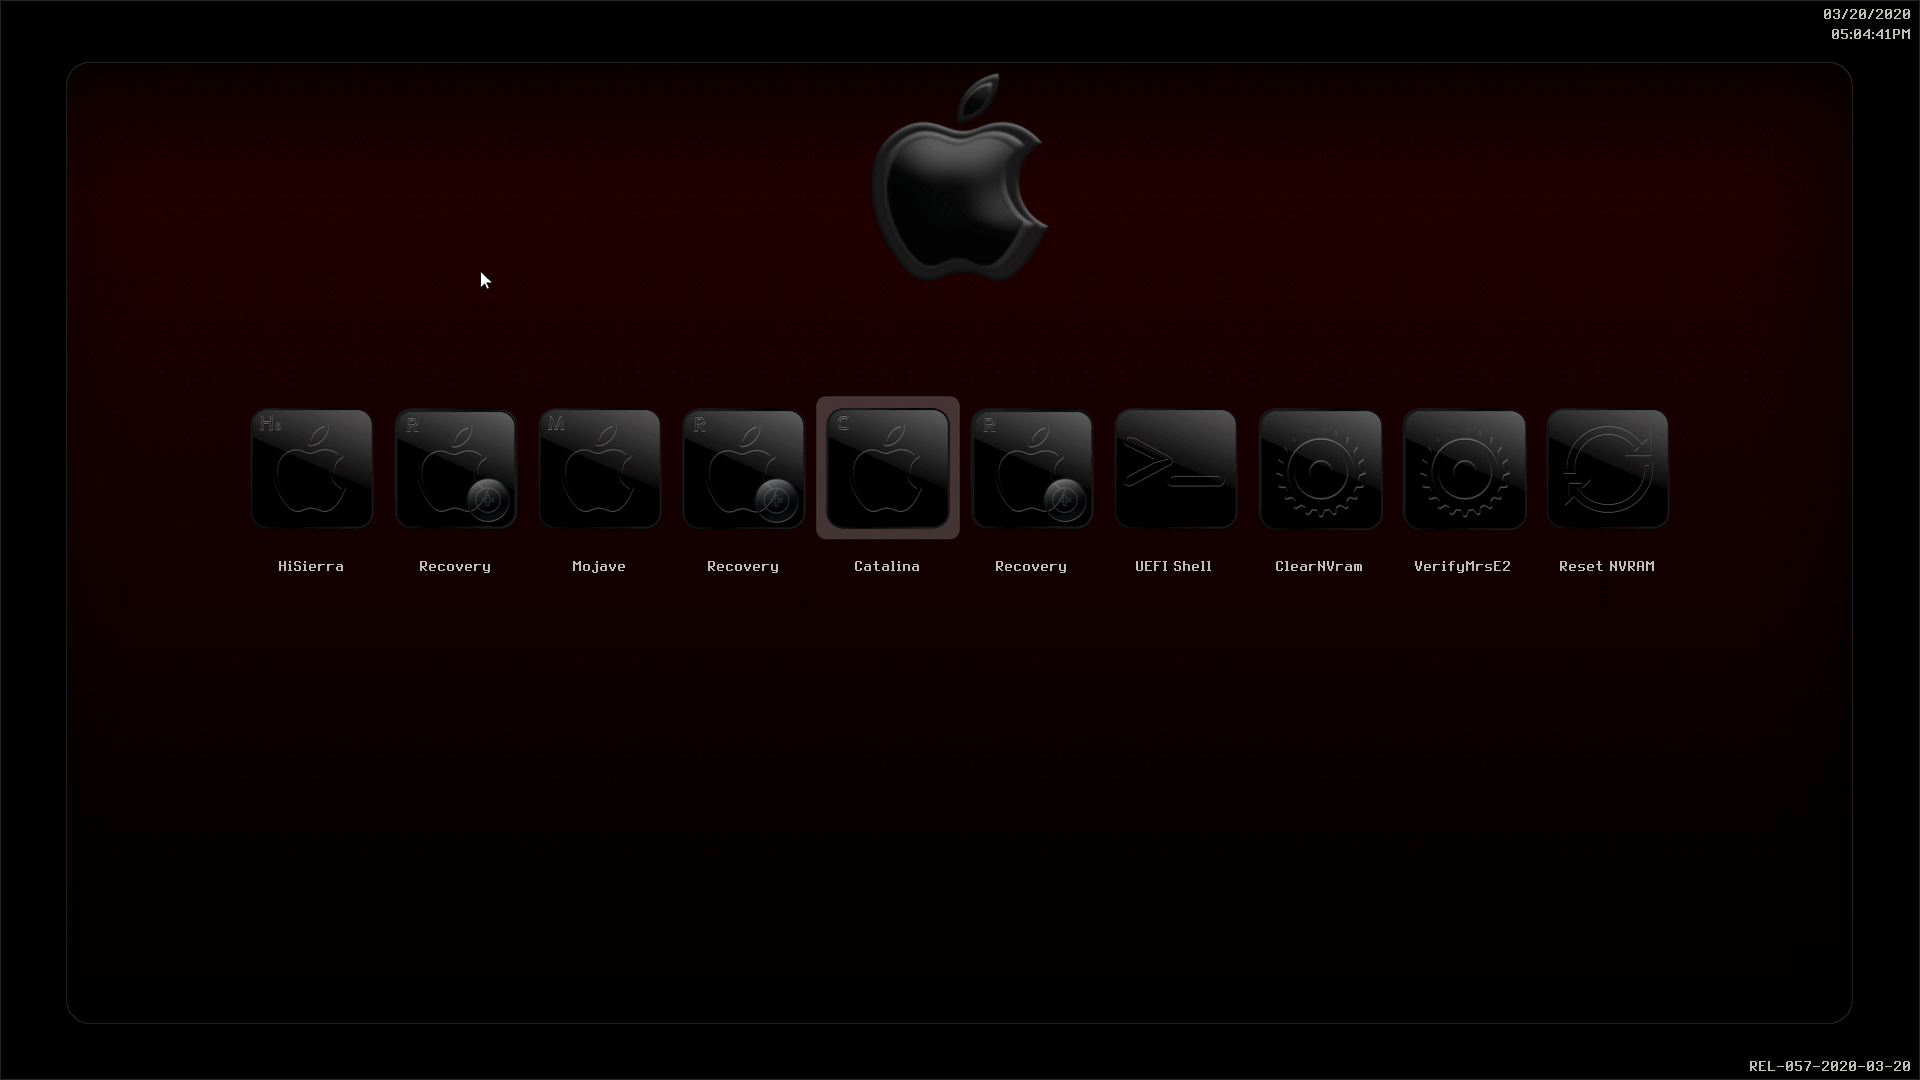 03/20/2020
05:04:41PM
Hs
R
M
R
C
R
HiSierra
Recovery
Mojave
Recovery
Catalina
Recovery
UEFI Shell
ClearNVram
VerifyMrsE2
Reset NVRAM
REL-057-2020-03-20